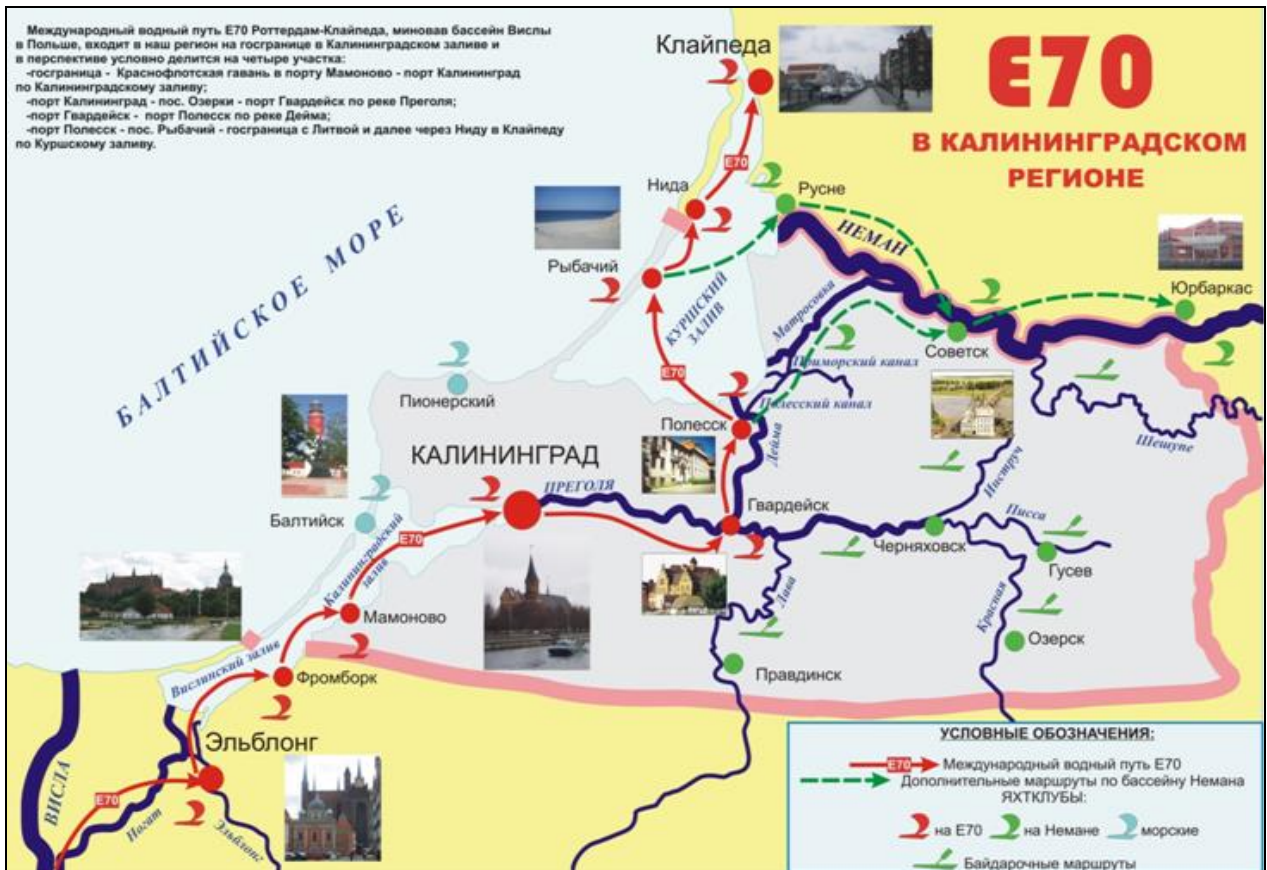 Международный водный путь Е70 Роттердам-Клайпеда, миновав бассейн Вислы
в Польше, входит в наш регион на госгранице в Калининградском заливе и
в перспективе условно делится на четыре участка:
-госграница - Краснофлотская гавань в порту Мамоново - порт Калининград
по Калининградскому заливу;
-порт Калининград - пос. Озерки - порт Гвардейск по реке Преголя;
-порт Гвардейск - порт Полесск по реке Дейма;
-порт Полесск - пос. Рыбачий - госграница с Литвой и далее через Ниду в Клайпеду
по Куршскому заливу.
Е70
В КАЛИНИНГРАДСКОМ
РЕГИОНЕ
Клайпеда
Е70
Нида
Русне
НЕМАН
Рыбачий
Юрбаркас
БАЛТИЙСКОЕ МОРЕ
КУРШСКИЙ
ЗАЛИВ
Матросовка
Советск
Приморский канал
Е70
Пионерский
Полесский канал
Полесск
Дейма
Шешупе
КАЛИНИНГРАД
Инструч
ПРЕГОЛЯ
Гвардейск
Писса
Балтийск
Калининградский
залив
Е70
Черняховск
Гусев
Лава
Красная
Мамоново
Озерск
Вислинский залив
Фромборк
Правдинск
Эльблонг
ВИСЛА
Е70
Ногат
Эльблонг
УСЛОВНЫЕ ОБОЗНАЧЕНИЯ:
Е70 Международный водный путь Е70
Дополнительные маршруты по бассейну Немана
ЯХТКЛУБЫ:
на Е70 на Немане морские
Байдарочные маршруты